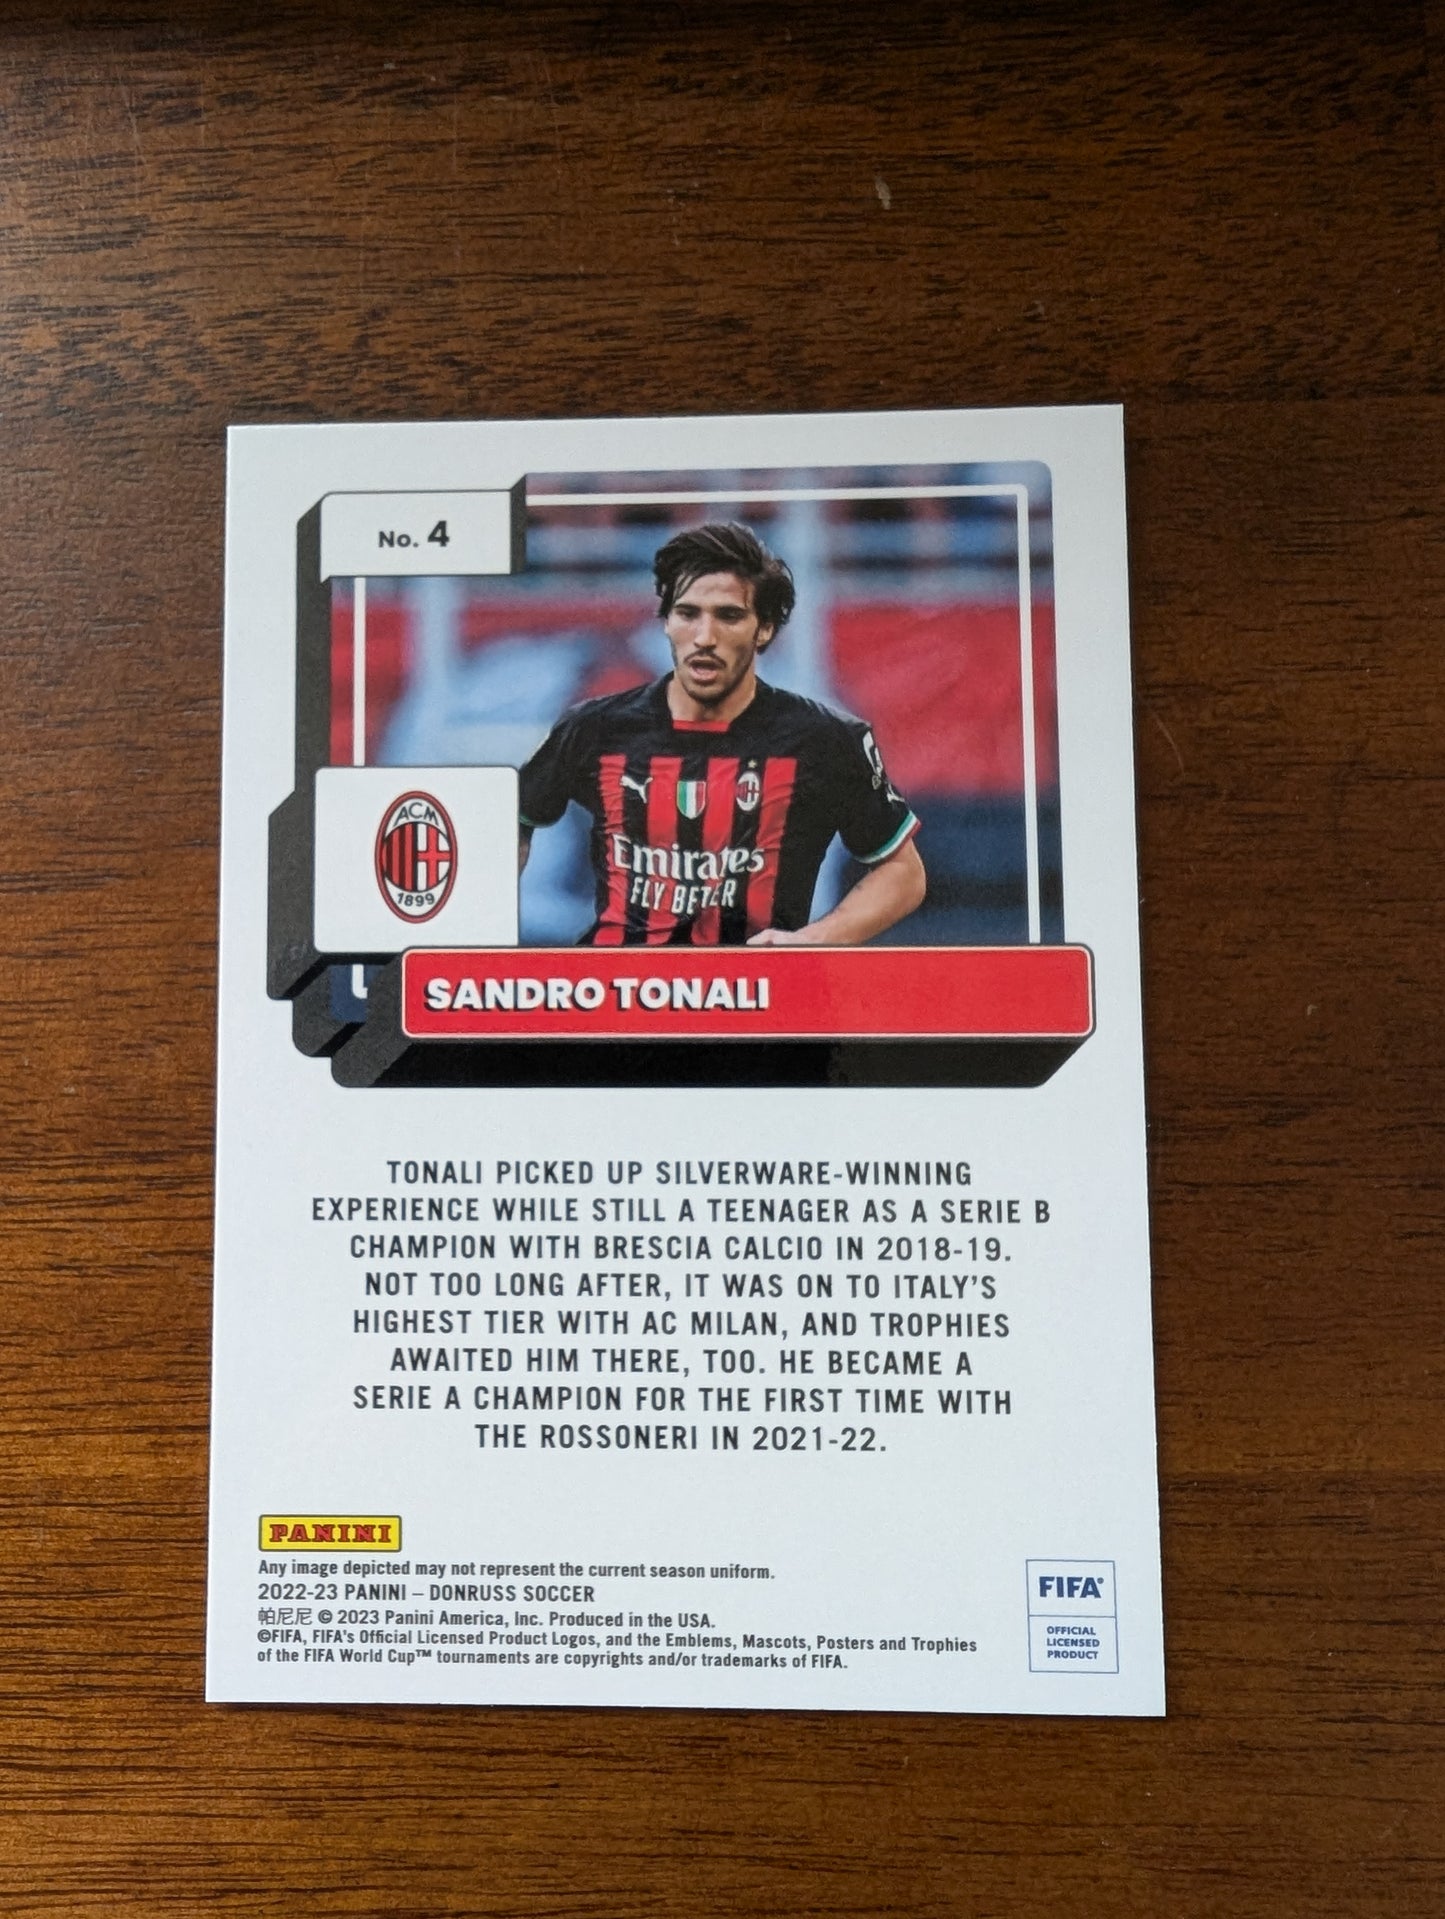 No. 4
ACM
1899
Emirates
FLY BETTER
SANDRO TONALI
TONALI PICKED UP SILVERWARE-WINNING
EXPERIENCE WHILE STILL A TEENAGER AS A SERIE B
CHAMPION WITH BRESCIA CALCIO IN 2018-19.
NOT TOO LONG AFTER, IT WAS ON TO ITALY'S
HIGHEST TIER WITH AC MILAN, AND TROPHIES
AWAITED HIM THERE, TOO. HE BECAME A
SERIE A CHAMPION FOR THE FIRST TIME WITH
THE ROSSONERI IN 2021-22.
PANINI
Any image depicted may not represent the current season uniform.
2022-23 PANINI – DONRUSS SOCCER
帕尼尼 © 2023 Panini America, Inc. Produced in the USA.
©FIFA, FIFA's Official Licensed Product Logos, and the Emblems, Mascots, Posters and Trophies
of the FIFA World Cup™ tournaments are copyrights and/or trademarks of FIFA.
FIFA®
OFFICIAL
LICENSED
PRODUCT